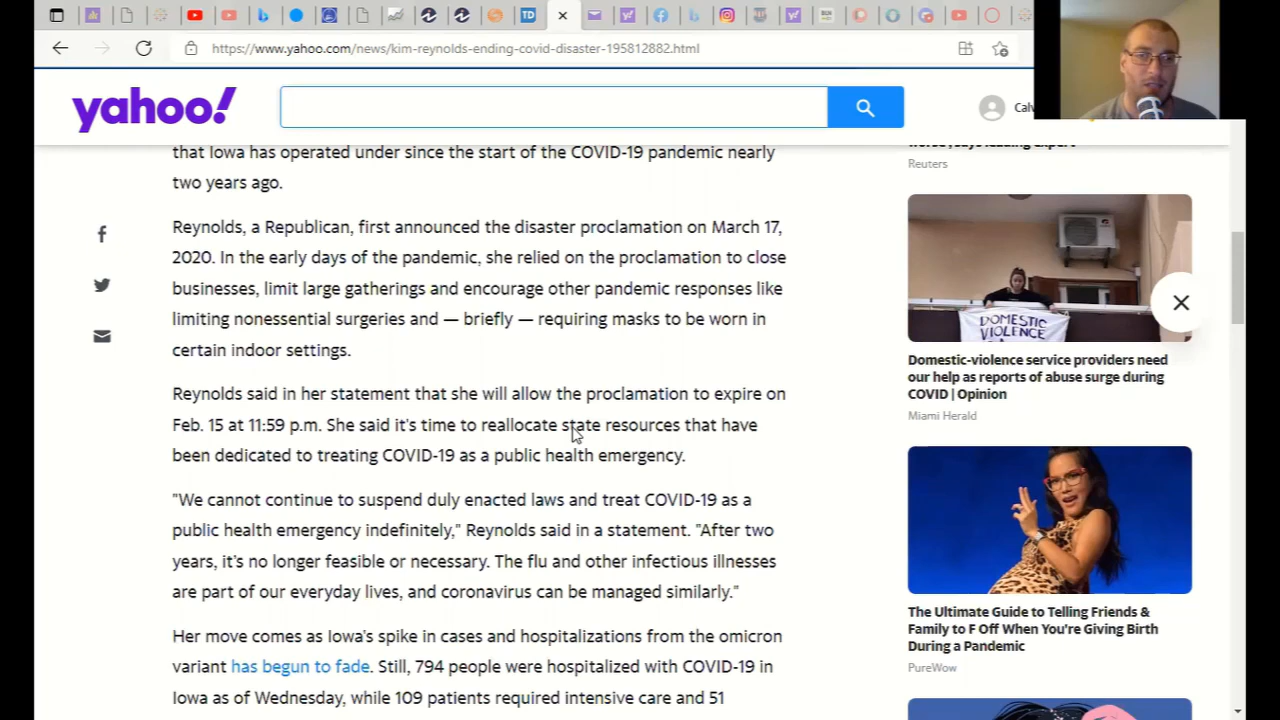 https://www.yahoo.com/news/kim-reynolds-ending-covid-disaster-195812882.html
TD
yahoo!
Calv
that Iowa has operated under since the start of the COVID-19 pandemic nearly
two years ago.
Reynolds, a Republican, first announced the disaster proclamation on March 17,
2020. In the early days of the pandemic, she relied on the proclamation to close
businesses, limit large gatherings and encourage other pandemic responses like
limiting nonessential surgeries and — briefly — requiring masks to be worn in
certain indoor settings.
Reynolds said in her statement that she will allow the proclamation to expire on
Feb. 15 at 11:59 p.m. She said it's time to reallocate state resources that have
been dedicated to treating COVID-19 as a public health emergency.
"We cannot continue to suspend duly enacted laws and treat COVID-19 as a
public health emergency indefinitely," Reynolds said in a statement. "After two
years, it's no longer feasible or necessary. The flu and other infectious illnesses
are part of our everyday lives, and coronavirus can be managed similarly."
Her move comes as Iowa's spike in cases and hospitalizations from the omicron
variant has begun to fade. Still, 794 people were hospitalized with COVID-19 in
Iowa as of Wednesday, while 109 patients required intensive care and 51
Reuters
DOMESTIC
VIOLENCE
Domestic-violence service providers need
our help as reports of abuse surge during
COVID | Opinion
Miami Herald
The Ultimate Guide to Telling Friends &
Family to F Off When You're Giving Birth
During a Pandemic
PureWow